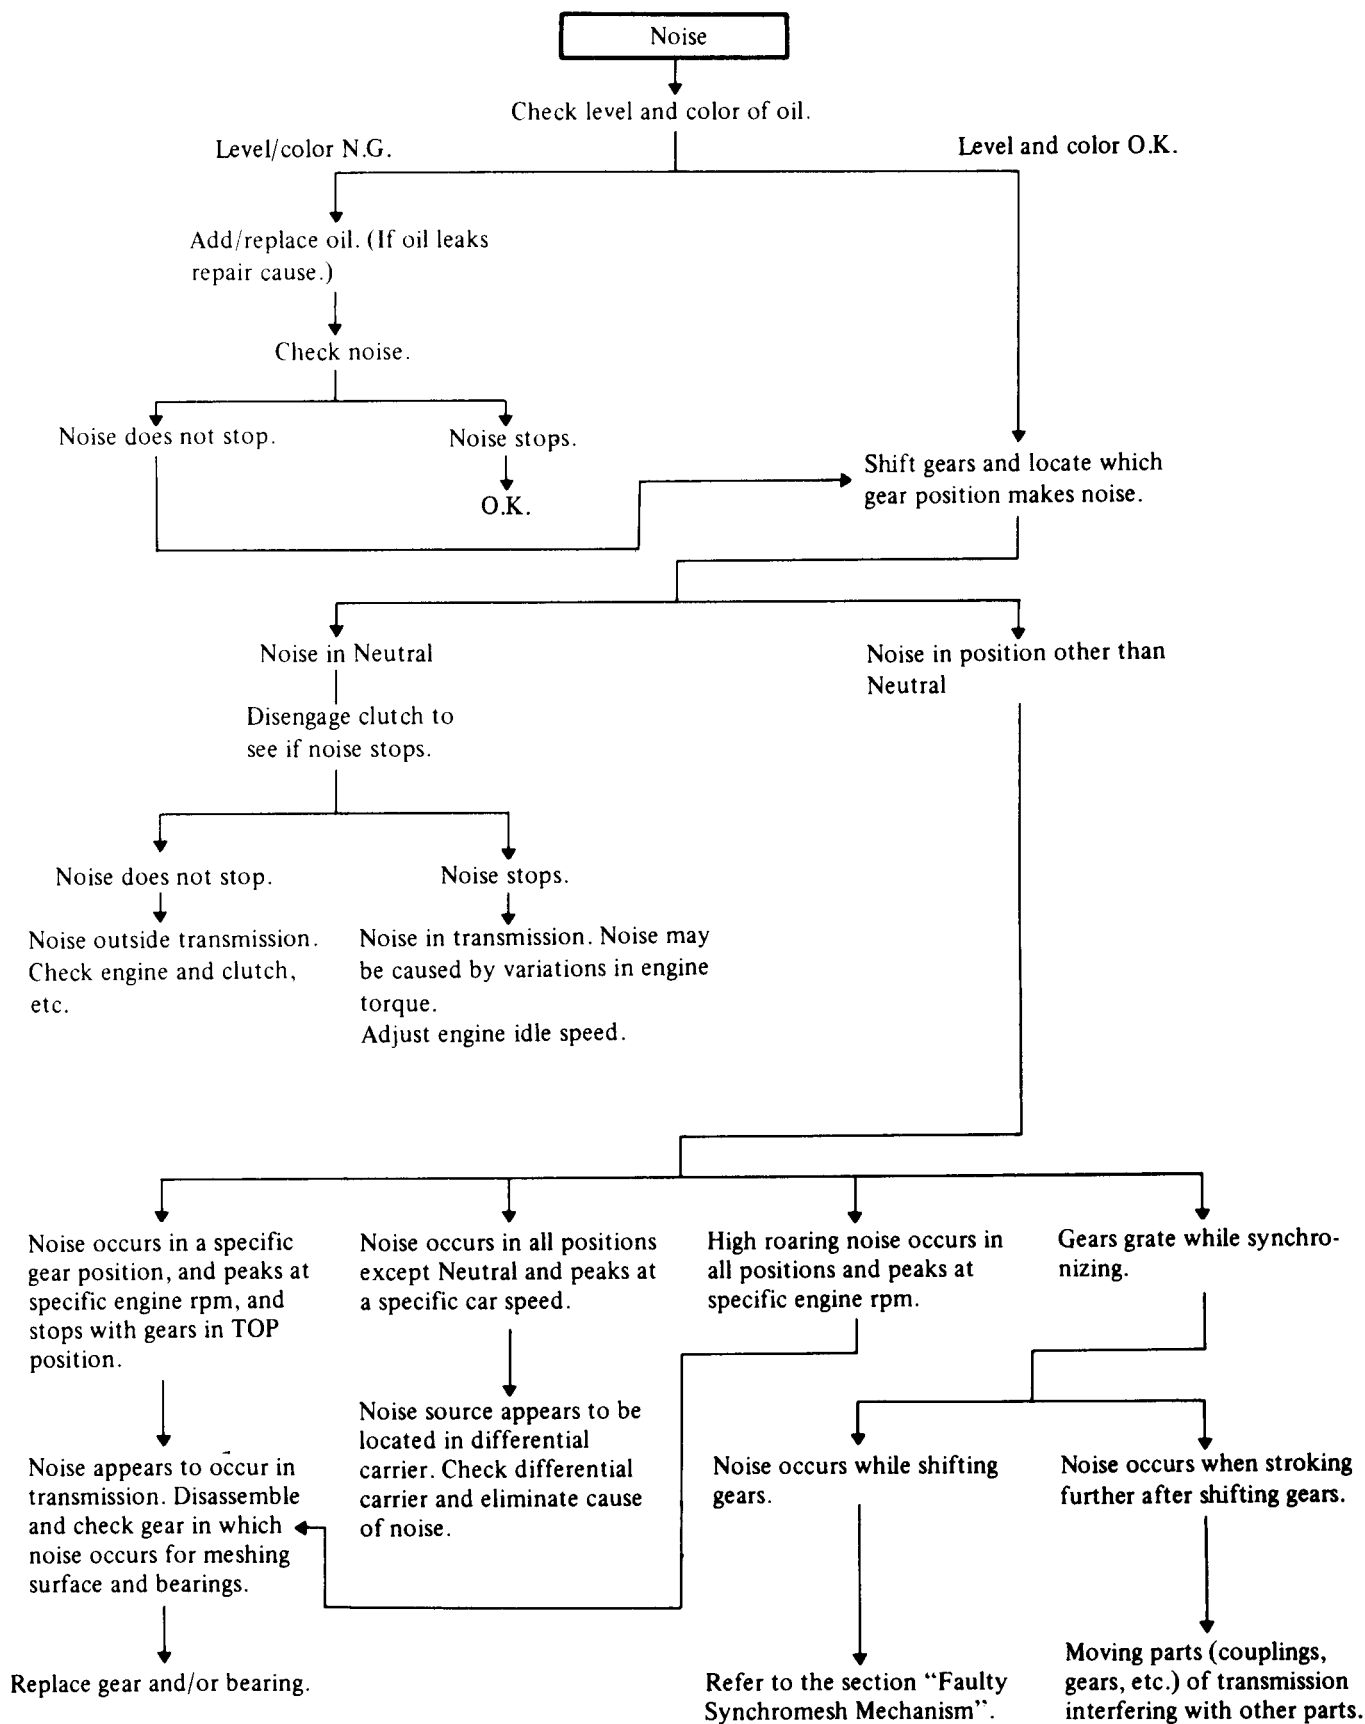 Noise
Check level and color of oil.
Level/color N.G.
Level and color O.K.
Add/replace oil. (If oil leaks
repair cause.)
Check noise.
Noise does not stop.
Noise stops.
O.K.
Shift gears and locate which
gear position makes noise.
Noise in Neutral
Noise in position other than
Neutral
Disengage clutch to
see if noise stops.
Noise does not stop.
Noise stops.
Noise outside transmission.
Check engine and clutch,
etc.
Noise in transmission. Noise may
be caused by variations in engine
torque.
Adjust engine idle speed.
Noise occurs in a specific
gear position, and peaks at
specific engine rpm, and
stops with gears in TOP
position.
Noise occurs in all positions
except Neutral and peaks at
a specific car speed.
High roaring noise occurs in
all positions and peaks at
specific engine rpm.
Gears grate while synchro-
nizing.
Noise appears to occur in
transmission. Disassemble
and check gear in which
noise occurs for meshing
surface and bearings.
Noise source appears to be
located in differential
carrier. Check differential
carrier and eliminate cause
of noise.
Noise occurs while shifting
gears.
Noise occurs when stroking
further after shifting gears.
Replace gear and/or bearing.
Refer to the section “Faulty
Synchromesh Mechanism”.
Moving parts (couplings,
gears, etc.) of transmission
interfering with other parts.